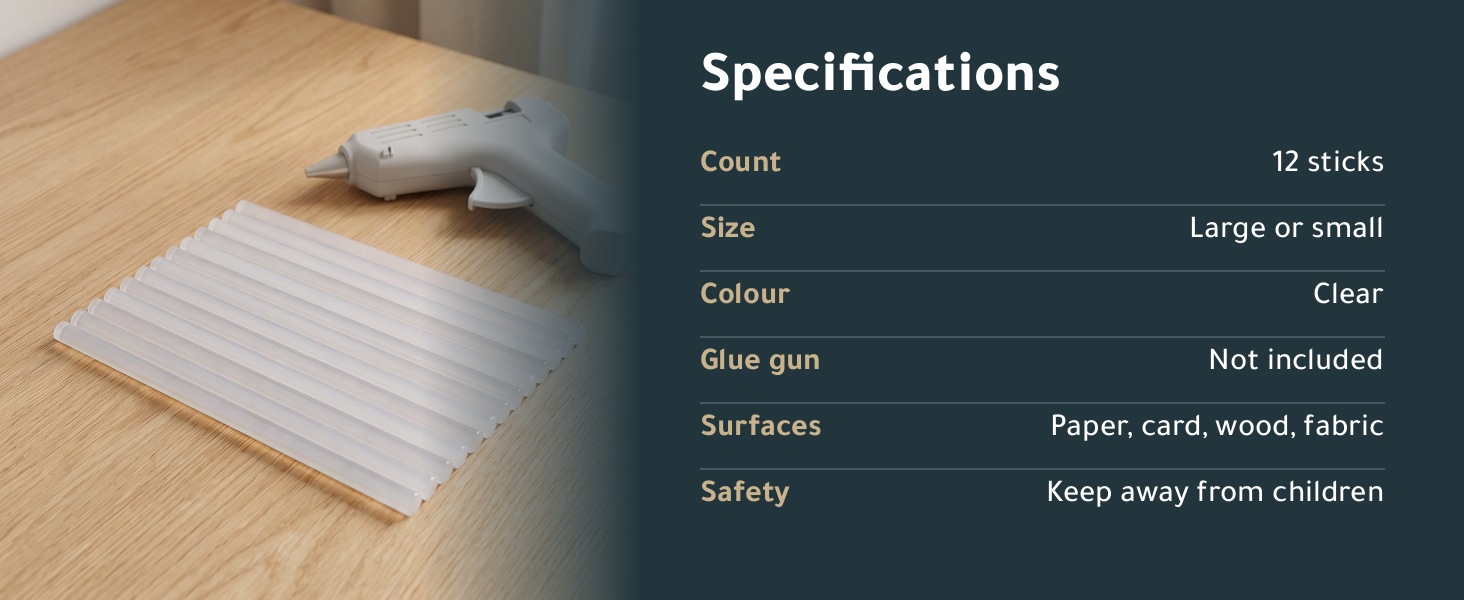 Specifications
Count 12 sticks
Size Large or small
Colour Clear
Glue gun Not included
Surfaces Paper, card, wood, fabric
Safety Keep away from children